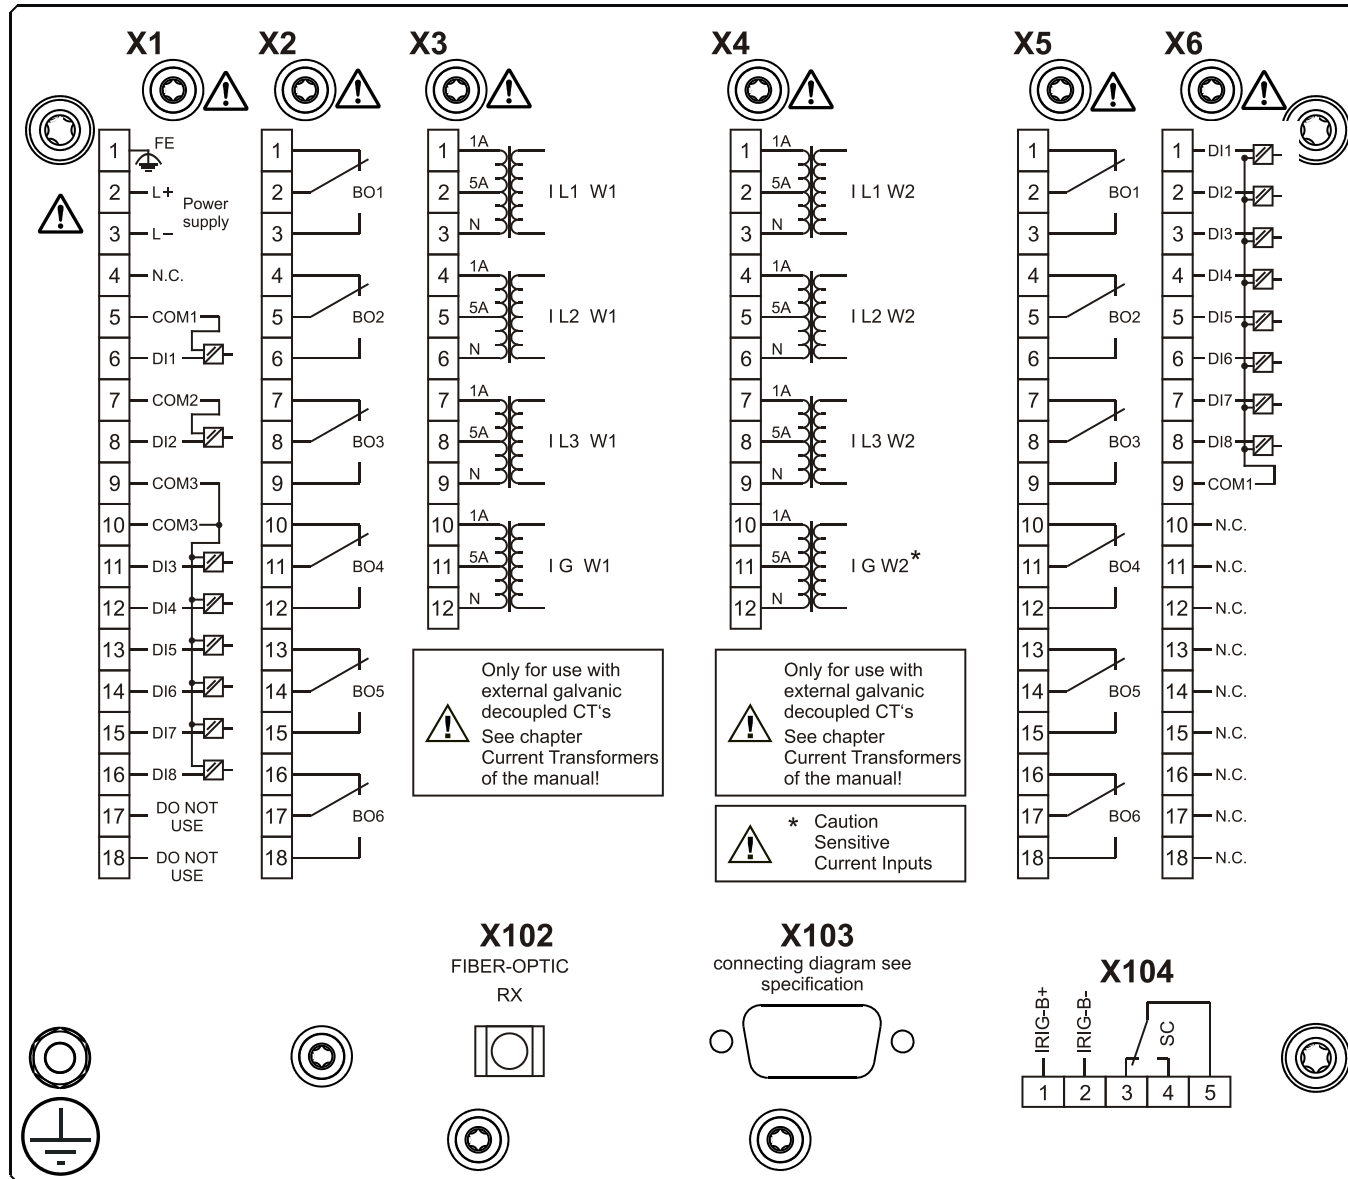 X1 X2 X3 X4 X5 X6
1 FE
2 L+ Power
supply
3 L−
4 N.C.
5 COM1
6 DI1
7 COM2
8 DI2
9 COM3
10 COM3
11 DI3
12 DI4
13 DI5
14 DI6
15 DI7
16 DI8
17 DO NOT
USE
18 DO NOT
USE
1
2 BO1
3
4
5 BO2
6
7
8 BO3
9
10
11 BO4
12
13
14 BO5
15
16
17 BO6
18
1 1A
2 5A I L1 W1
3 N
4 1A
5 5A I L2 W1
6 N
7 1A
8 5A I L3 W1
9 N
10 1A
11 5A I G W1
12 N
Only for use with
external galvanic
decoupled CT's
See chapter
Current Transformers
of the manual!
1 1A
2 5A I L1 W2
3 N
4 1A
5 5A I L2 W2
6 N
7 1A
8 5A I L3 W2
9 N
10 1A
11 5A I G W2*
12 N
Only for use with
external galvanic
decoupled CT's
See chapter
Current Transformers
of the manual!
* Caution
Sensitive
Current Inputs
1
2 BO1
3
4
5 BO2
6
7
8 BO3
9
10
11 BO4
12
13
14 BO5
15
16
17 BO6
18
1 DI1
2 DI2
3 DI3
4 DI4
5 DI5
6 DI6
7 DI7
8 DI8
9 COM1
10 N.C.
11 N.C.
12 N.C.
13 N.C.
14 N.C.
15 N.C.
16 N.C.
17 N.C.
18 N.C.
X102
FIBER-OPTIC
RX
X103
connecting diagram see
specification
X104
IRIG-B+
IRIG-B-
SC
1 2 3 4 5